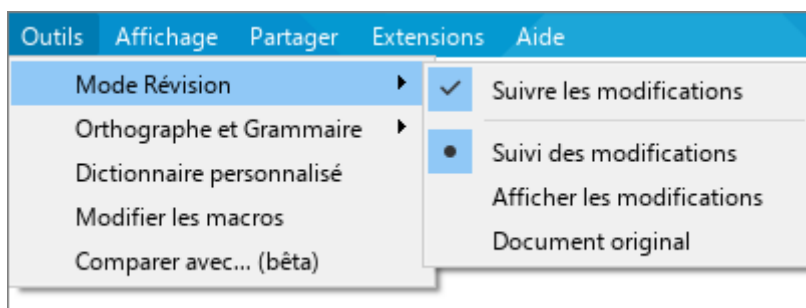 Outils Affichage Partager Extensions Aide
Mode Révision
Orthographe et Grammaire
Dictionnaire personnalisé
Modifier les macros
Comparer avec... (bêta)
Suivre les modifications
Suivi des modifications
Afficher les modifications
Document original